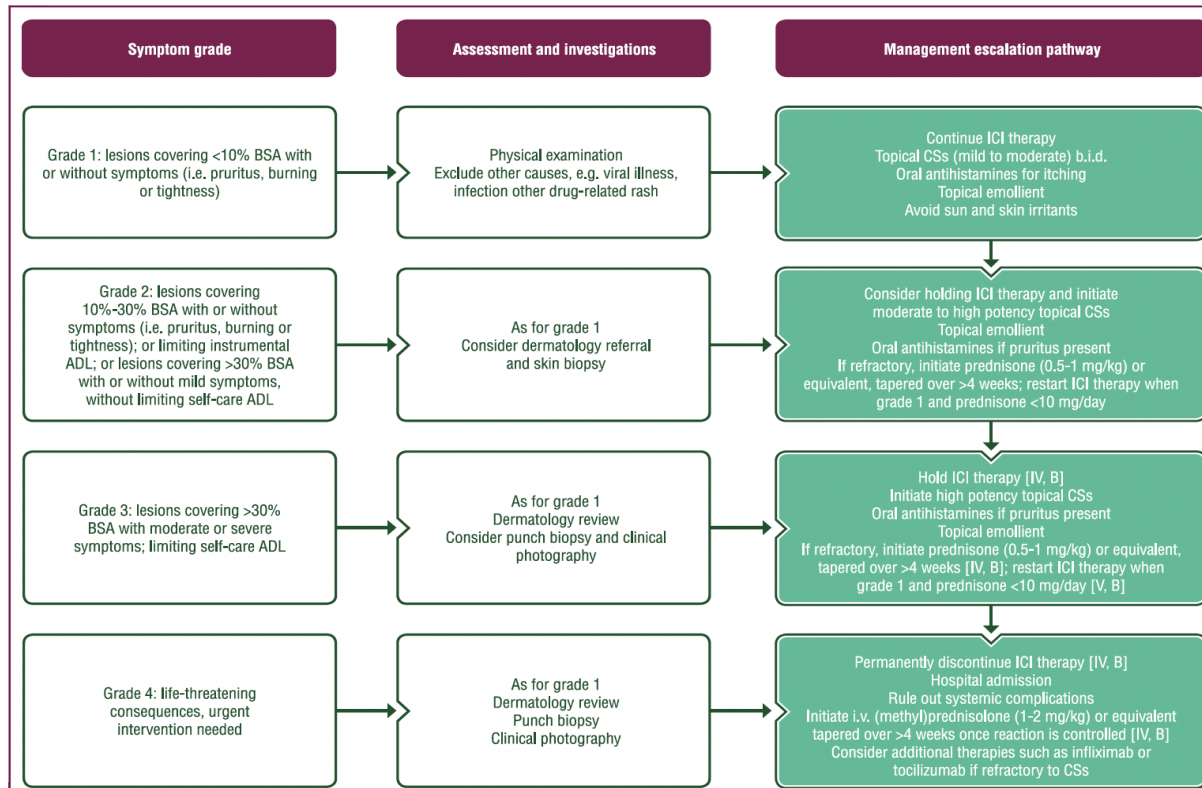 Symptom grade
Assessment and investigations
Management escalation pathway
Grade 1: lesions covering <10% BSA with
or without symptoms (i.e. pruritus, burning
or tightness)
Physical examination
Exclude other causes, e.g. viral illness,
infection other drug-related rash
Continue ICI therapy
Topical CSs (mild to moderate) b.i.d.
Oral antihistamines for itching
Topical emollient
Avoid sun and skin irritants
Grade 2: lesions covering
10%-30% BSA with or without
symptoms (i.e. pruritus, burning or
tightness); or limiting instrumental
ADL; or lesions covering >30% BSA
with or without mild symptoms,
without limiting self-care ADL
As for grade 1
Consider dermatology referral
and skin biopsy
Consider holding ICI therapy and initiate
moderate to high potency topical CSs
Topical emollient
Oral antihistamines if pruritus present
If refractory, initiate prednisone (0.5-1 mg/kg) or
equivalent, tapered over >4 weeks; restart ICI therapy when
grade 1 and prednisone <10 mg/day
Grade 3: lesions covering >30%
BSA with moderate or severe
symptoms; limiting self-care ADL
As for grade 1
Dermatology review
Consider punch biopsy and clinical
photography
Hold ICI therapy [IV, B]
Initiate high potency topical CSs
Oral antihistamines if pruritus present
Topical emollient
If refractory, initiate prednisone (0.5-1 mg/kg) or equivalent,
tapered over >4 weeks [IV, B]; restart ICI therapy when
grade 1 and prednisone <10 mg/day [V, B]
Grade 4: life-threatening
consequences, urgent
intervention needed
As for grade 1
Dermatology review
Punch biopsy
Clinical photography
Permanently discontinue ICI therapy [IV, B]
Hospital admission
Rule out systemic complications
Initiate i.v. (methyl)prednisolone (1-2 mg/kg) or equivalent
tapered over >4 weeks once reaction is controlled [IV, B]
Consider additional therapies such as infliximab or
tocilizumab if refractory to CSs